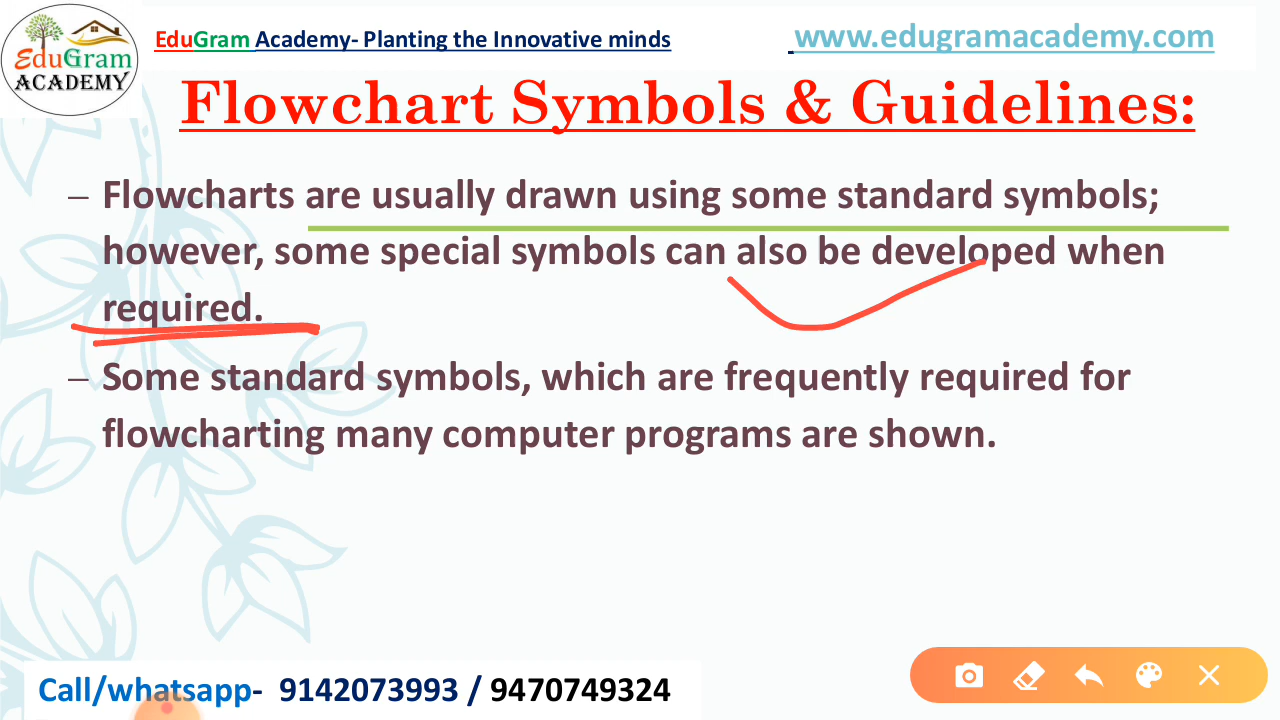 EduGram
ACADEMY
EduGram Academy- Planting the Innovative minds
www.edugramacademy.com
Flowchart Symbols & Guidelines:
– Flowcharts are usually drawn using some standard symbols;
however, some special symbols can also be developed when
required.
– Some standard symbols, which are frequently required for
flowcharting many computer programs are shown.
Call/whatsapp- 9142073993 / 9470749324